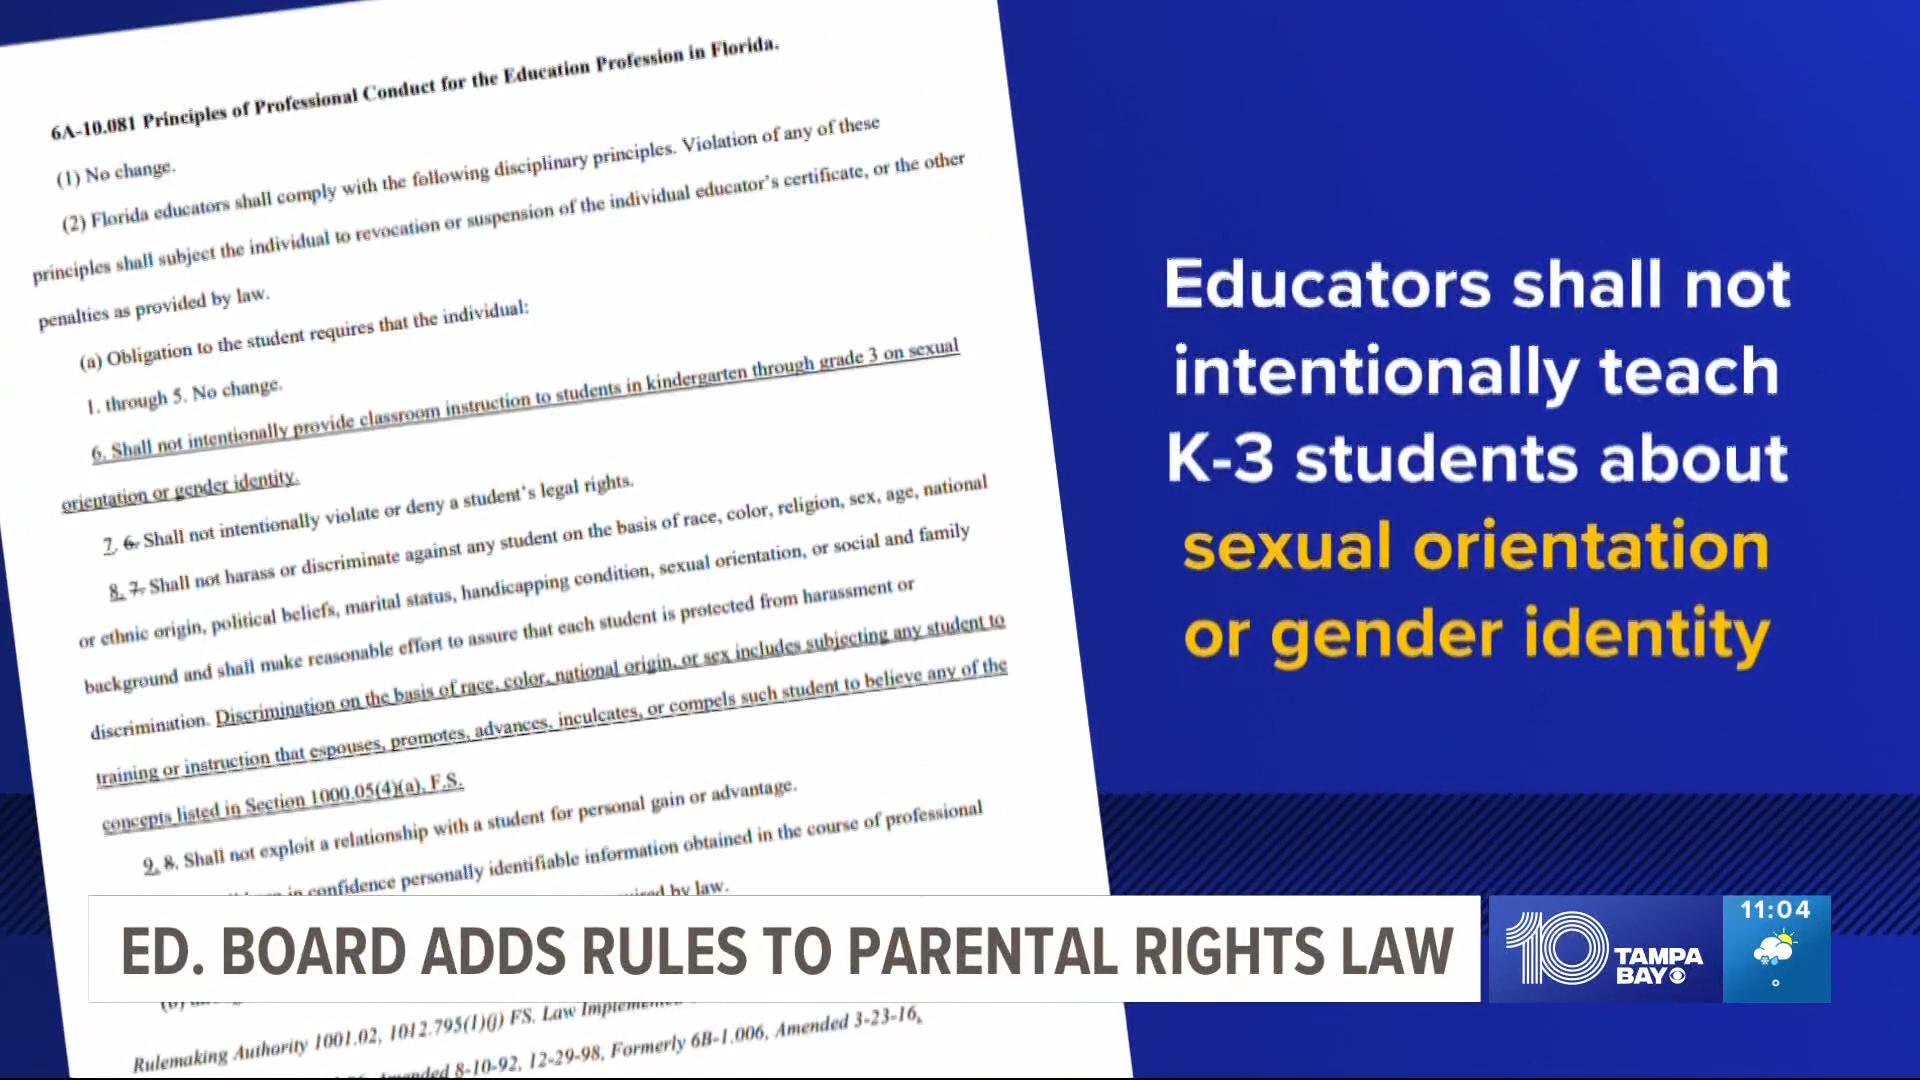 6A-10.081 Principles of Professional Conduct for the Education Profession in Florida.
(1) No change.
(2) Florida educators shall comply with the following disciplinary principles. Violation of any of these
principles shall subject the individual to revocation or suspension of the individual educator's certificate, or the other
penalties as provided by law.
(a) Obligation to the student requires that the individual:
1. through 5. No change.
6. Shall not intentionally provide classroom instruction to students in kindergarten through grade 3 on sexual
orientation or gender identity.
7. 6. Shall not intentionally violate or deny a student's legal rights.
8. 7. Shall not harass or discriminate against any student on the basis of race, color, religion, sex, age, national
or ethnic origin, political beliefs, marital status, handicapping condition, sexual orientation, or social and family
background and shall make reasonable effort to assure that each student is protected from harassment or
discrimination. Discrimination on the basis of race, color, national origin, or sex includes subjecting any student to
training or instruction that espouses, promotes, advances, inculcates, or compels such student to believe any of the
concepts listed in Section 1000.05(4)(a), F.S.
9. 8. Shall not exploit a relationship with a student for personal gain or advantage.
in confidence personally identifiable information obtained in the course of professional
by law.
Rulemaking Authority 1001.02, 1012.795(1)(j) FS. Law Implemented
Amended 8-10-92, 12-29-98, Formerly 6B-1.006, Amended 3-23-16,
Educators shall not
intentionally teach
K-3 students about
sexual orientation
or gender identity
ED. BOARD ADDS RULES TO PARENTAL RIGHTS LAW
10 TAMPA
BAY
11:04